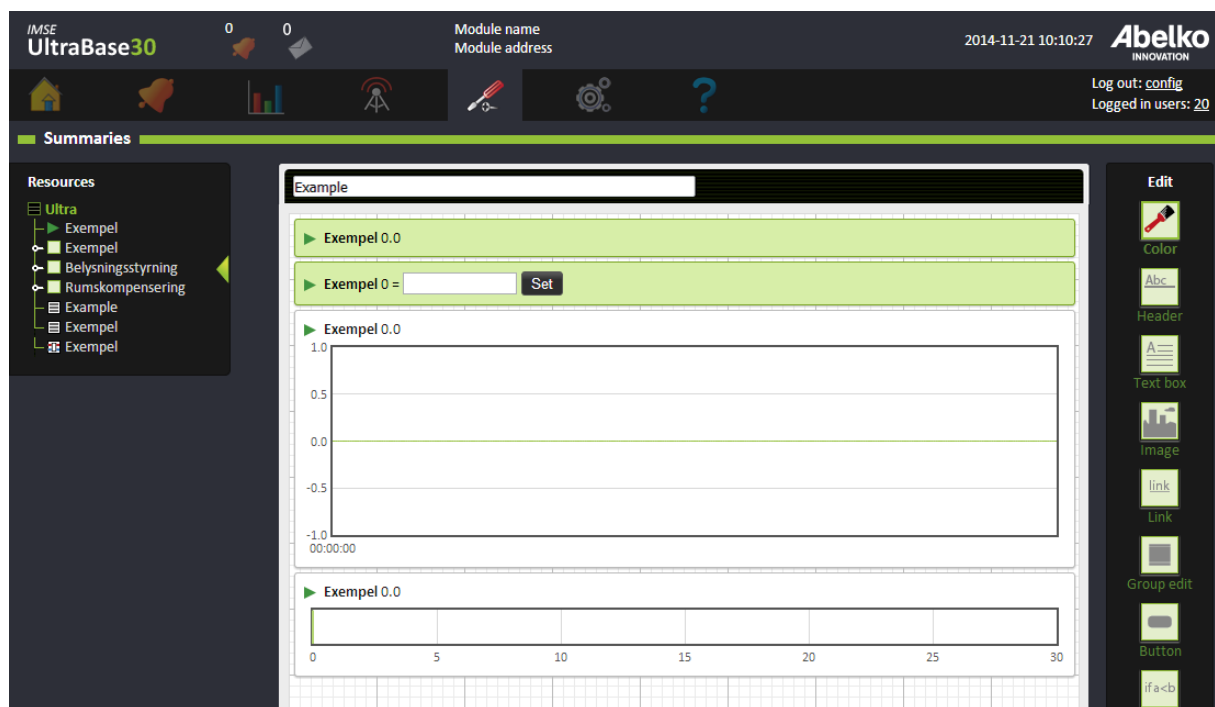 IMSE
UltraBase30
0
0
Module name
Module address
2014-11-21 10:10:27
Abelko
INNOVATION
Log out: config
Logged in users: 20
Summaries
Resources
Ultra
Exempel
Exempel
Belysningsstyrning
Rumskompensering
Example
Exempel
Exempel
Example
Exempel 0.0
Exempel 0 =
Set
Exempel 0.0
1.0
0.5
0.0
-0.5
-1.0
00:00:00
Exempel 0.0
0 5 10 15 20 25 30
Edit
Color
Abc
Header
A
Text box
Image
link
Link
Group edit
Button
if a<b